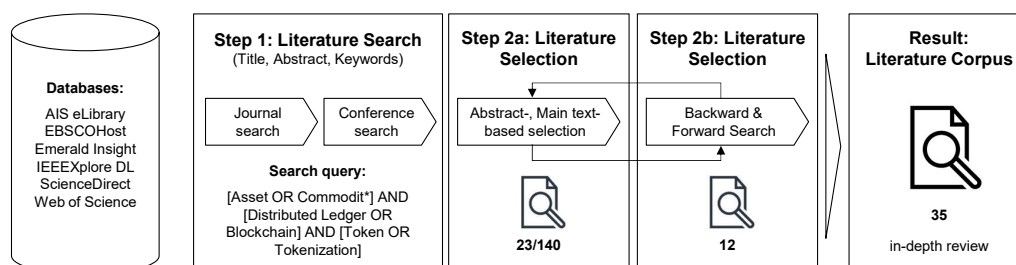 Databases:
AIS eLibrary
EBSCOHost
Emerald Insight
IEEEXplore DL
ScienceDirect
Web of Science
Step 1: Literature Search
(Title, Abstract, Keywords)
Journal
search
Conference
search
Search query:
[Asset OR Commodit*] AND
[Distributed Ledger OR
Blockchain] AND [Token OR
Tokenization]
Step 2a: Literature
Selection
Abstract-, Main text-
based selection
23/140
Step 2b: Literature
Selection
Backward &
Forward Search
12
Result:
Literature Corpus
35
in-depth review